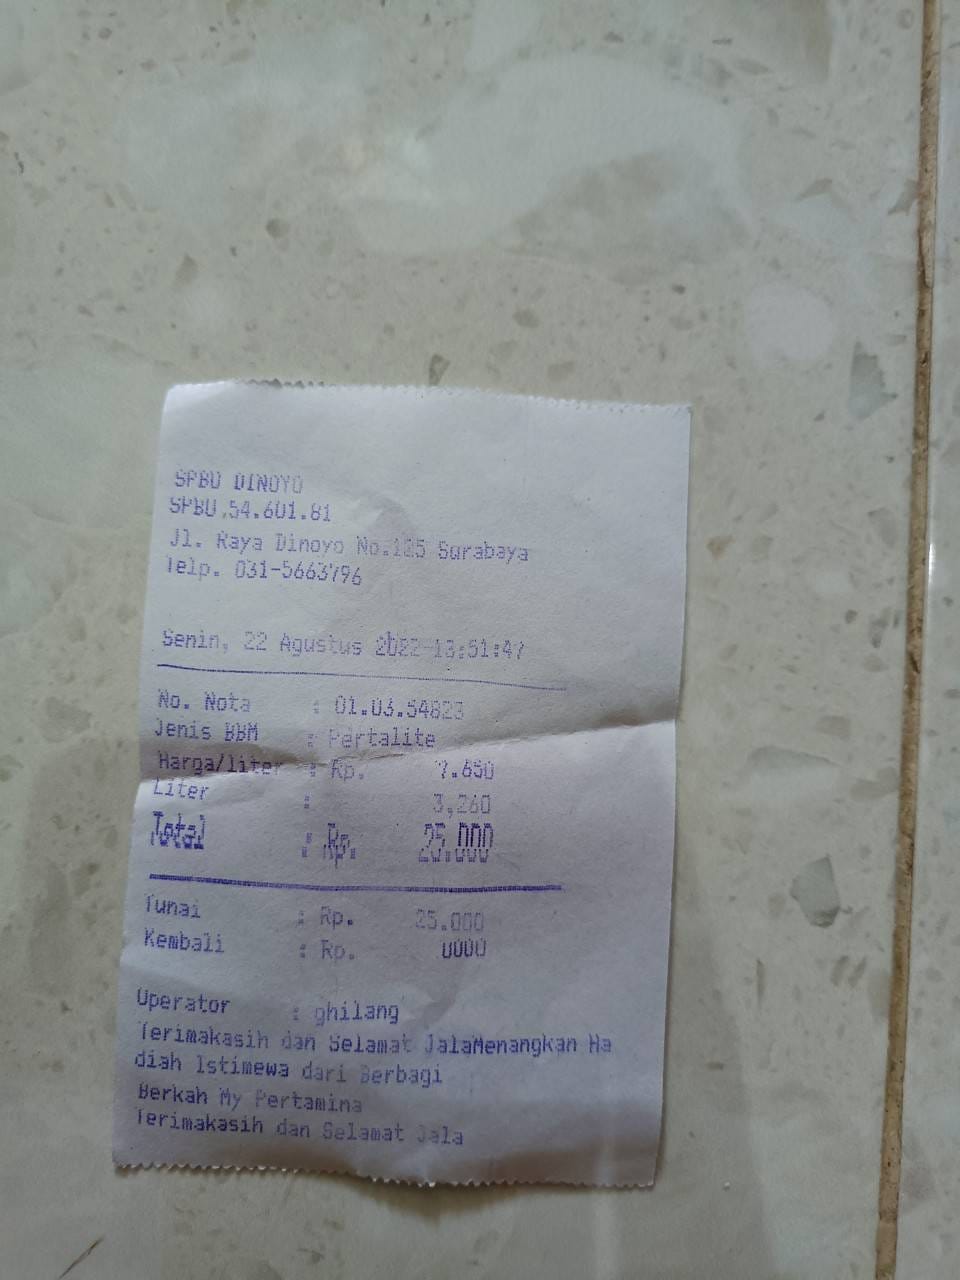 SPBU DINOYO
SPBU.54.601.81
Jl. Raya Dinoyo No.125 Surabaya
Telp. 031-5663796
Senin, 22 Agustus 2022-13:51:47
No. Nota : 01.03.54823
Jenis BBM : Pertalite
Harga/liter : Rp. 7.650
Liter : 3,260
Total : Rp. 25.000
Tunai : Rp. 25.000
Kembali : Rp. 0000
Operator : ghilang
Terimakasih dan Selamat JalaMenangkan Ha
diah Istimewa dari Berbagi
Berkah My Pertamina
Terimakasih dan Selamat Jala